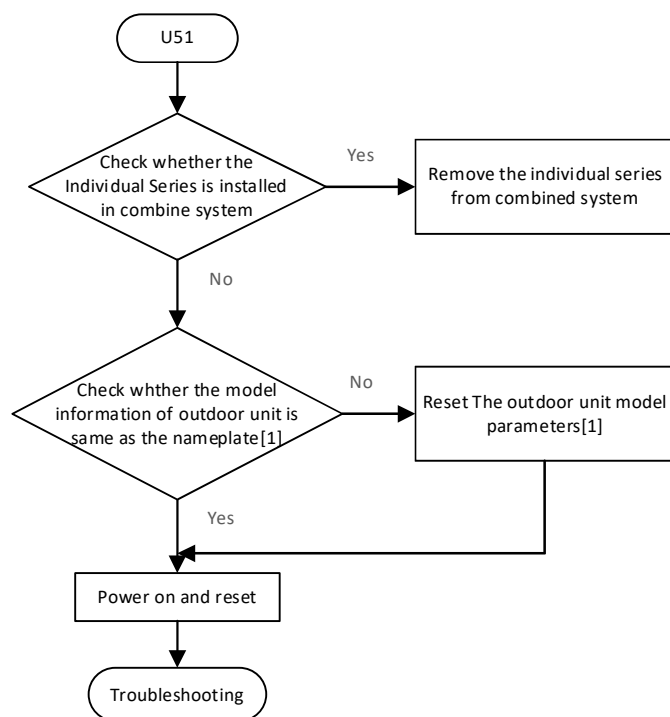 U51
Check whether the
Individual Series is installed
in combine system
Yes
Remove the individual series
from combined system
No
Check whther the model
information of outdoor unit is
same as the nameplate[1]
No
Reset The outdoor unit model
parameters[1]
Yes
Power on and reset
Troubleshooting